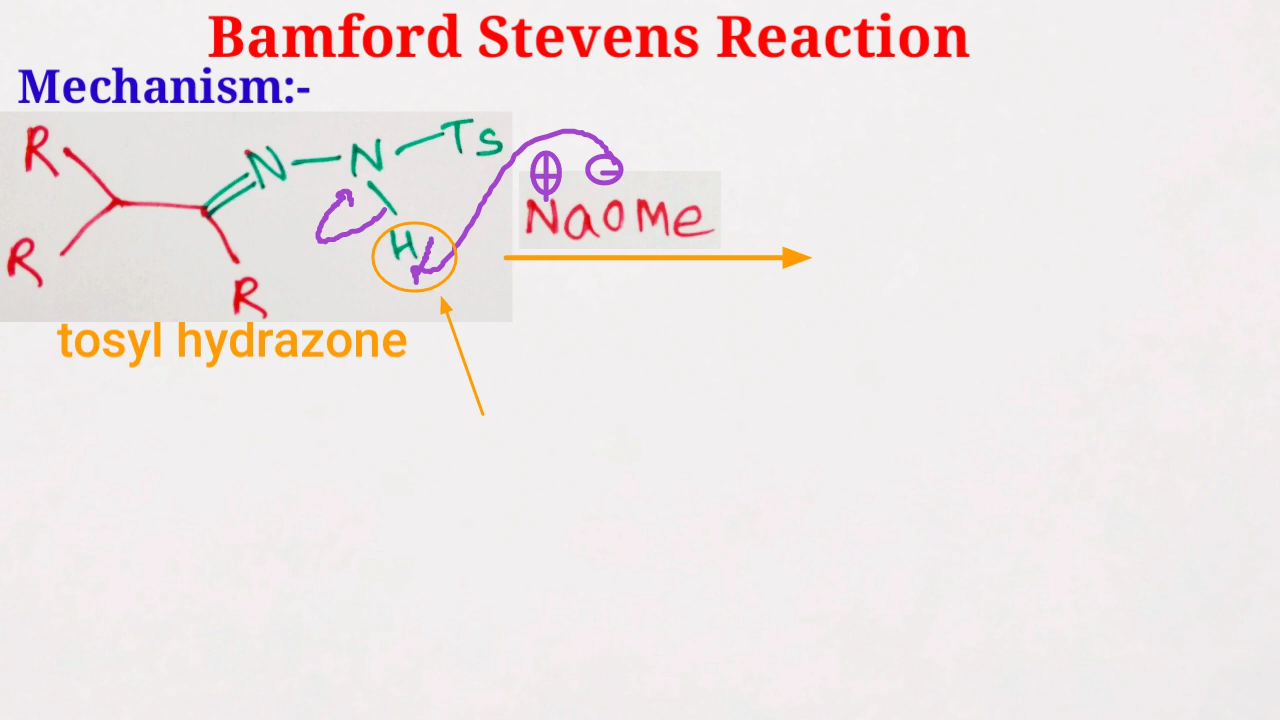 Bamford Stevens Reaction
Mechanism:-
R
N
N
Ts
R
H
R
⊕ ⊖
NaOMe
tosyl hydrazone